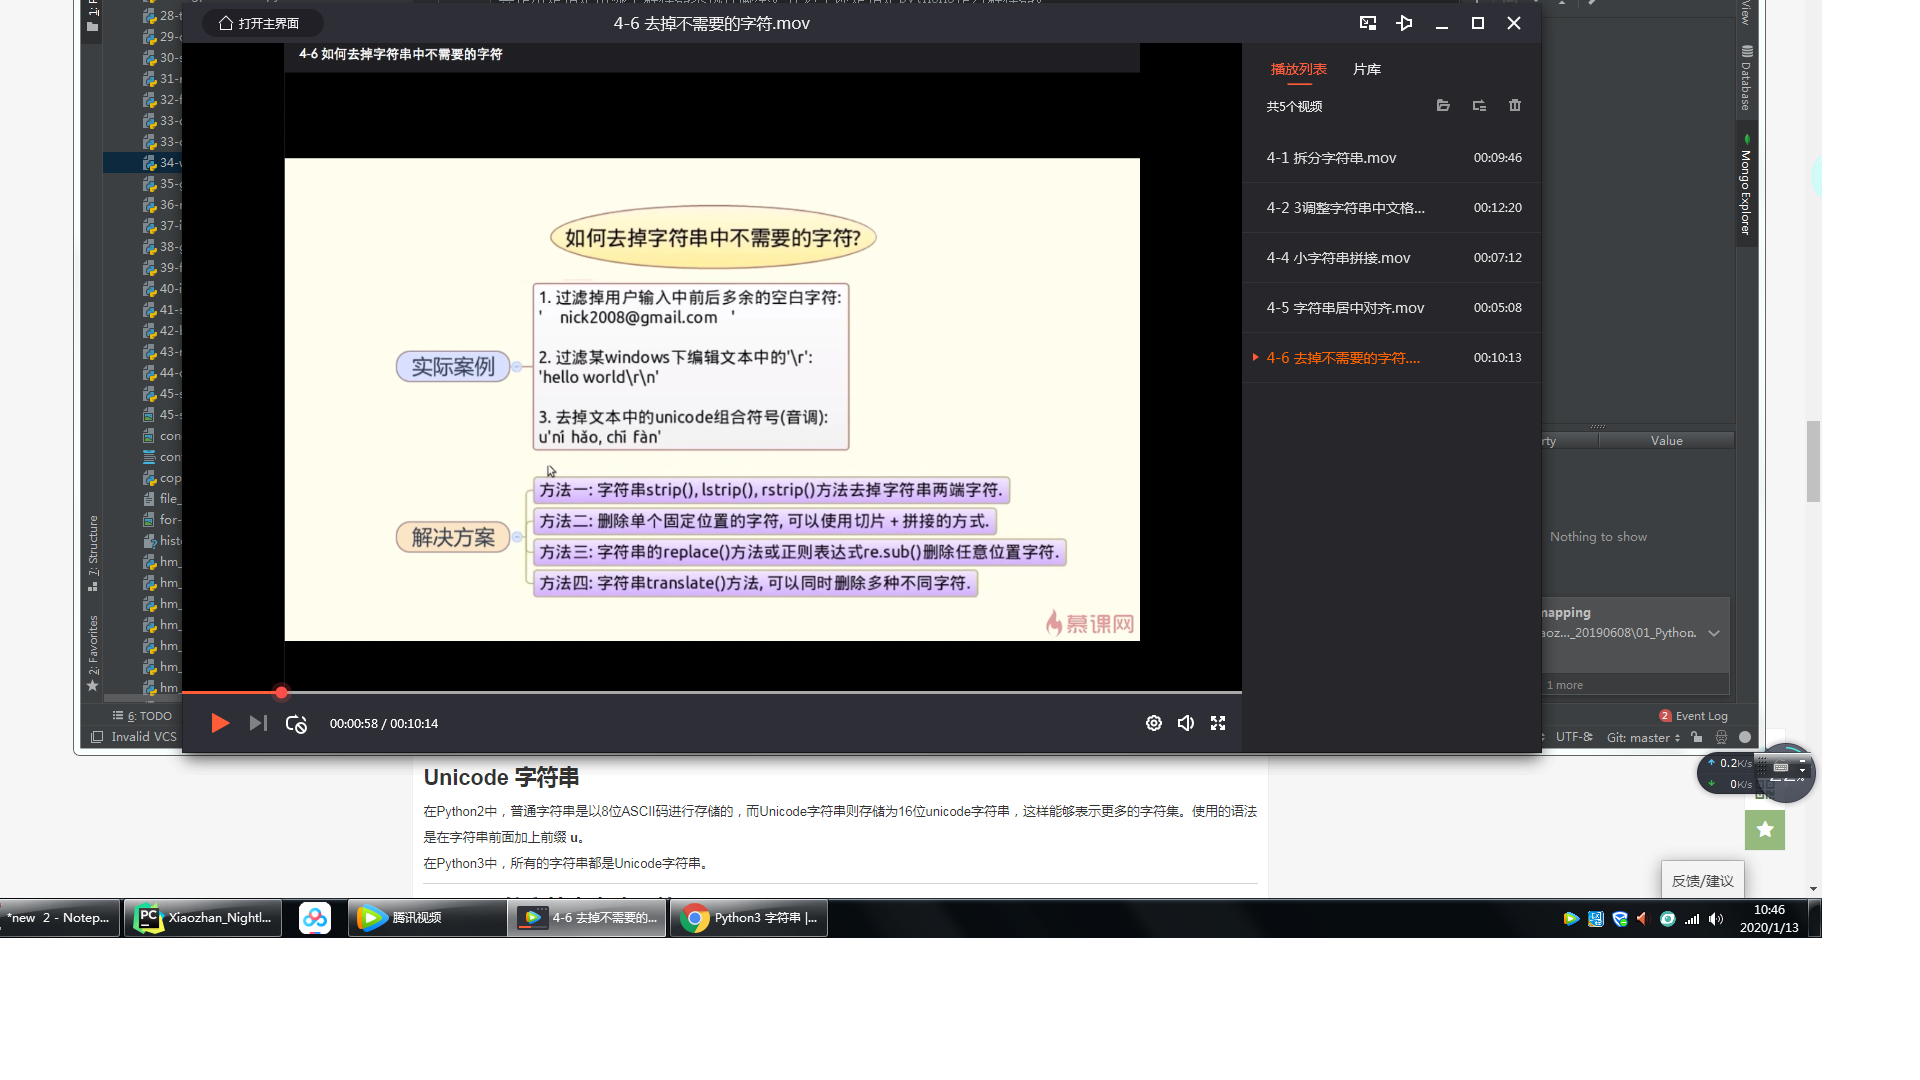 打开主界面
4-6 去掉不需要的字符.mov
4-6 如何去掉字符串中不需要的字符
如何去掉字符串中不需要的字符?
实际案例
1. 过滤掉用户输入中前后多余的空白字符:
'    nick2008@gmail.com   '
2. 过滤某windows下编辑文本中的'\r':
'hello world\r\n'
3. 去掉文本中的unicode组合符号(音调):
u'ní hǎo, chī fàn'
解决方案
方法一: 字符串strip(), lstrip(), rstrip()方法去掉字符串两端字符.
方法二: 删除单个固定位置的字符, 可以使用切片 + 拼接的方式.
方法三: 字符串的replace()方法或正则表达式re.sub()删除任意位置字符.
方法四: 字符串translate()方法, 可以同时删除多种不同字符.
慕课网
00:00:58 / 00:10:14
播放列表 片库
共5个视频
4-1 拆分字符串.mov 00:09:46
4-2 3调整字符串中文格... 00:12:20
4-4 小字符串拼接.mov 00:07:12
4-5 字符串居中对齐.mov 00:05:08
4-6 去掉不需要的字符.... 00:10:13
28-t
29-c
30-s
31-r
32-f
33-c
33-c
34-v
35-g
36-r
37-i
38-g
39-f
40-i
41-s
42-l
43-r
44-c
45-s
45-s
con
con
cop
file_
for-
hist
hm_
hm_
hm_
hm_
hm_
hm_
hm_
7: Structure
2: Favorites
6: TODO
Invalid VCS
View
Database
Mongo Explorer
rty Value
Nothing to show
mapping
aoz..._20190608\01_Python.
1 more
2 Event Log
UTF-8 Git: master
0.2K/s
0K/s
Unicode 字符串
在Python2中，普通字符串是以8位ASCII码进行存储的，而Unicode字符串则存储为16位unicode字符串，这样能够表示更多的字符集。使用的语法
是在字符串前面加上前缀 u。
在Python3中，所有的字符串都是Unicode字符串。
反馈/建议
*new 2 - Notep...
Xiaozhan_Nightl...
腾讯视频
4-6 去掉不需要的...
Python3 字符串 |...
10:46
2020/1/13